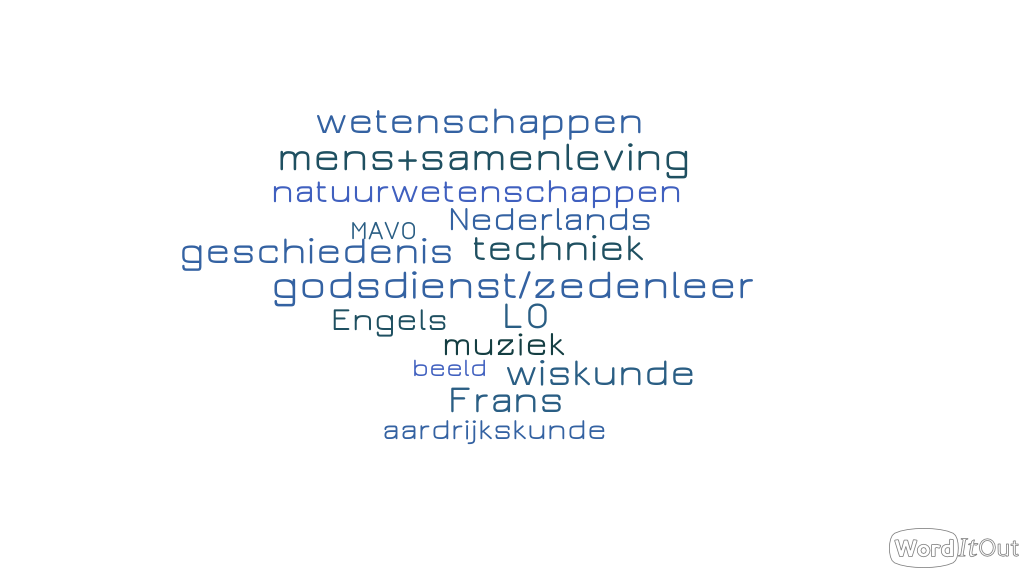 wetenschappen
mens+samenleving
natuurwetenschappen
Nederlands
MAVO
geschiedenis techniek
godsdienst/zedenleer
Engels LO
muziek
beeld wiskunde
Frans
aardrijkskunde
WordItOut